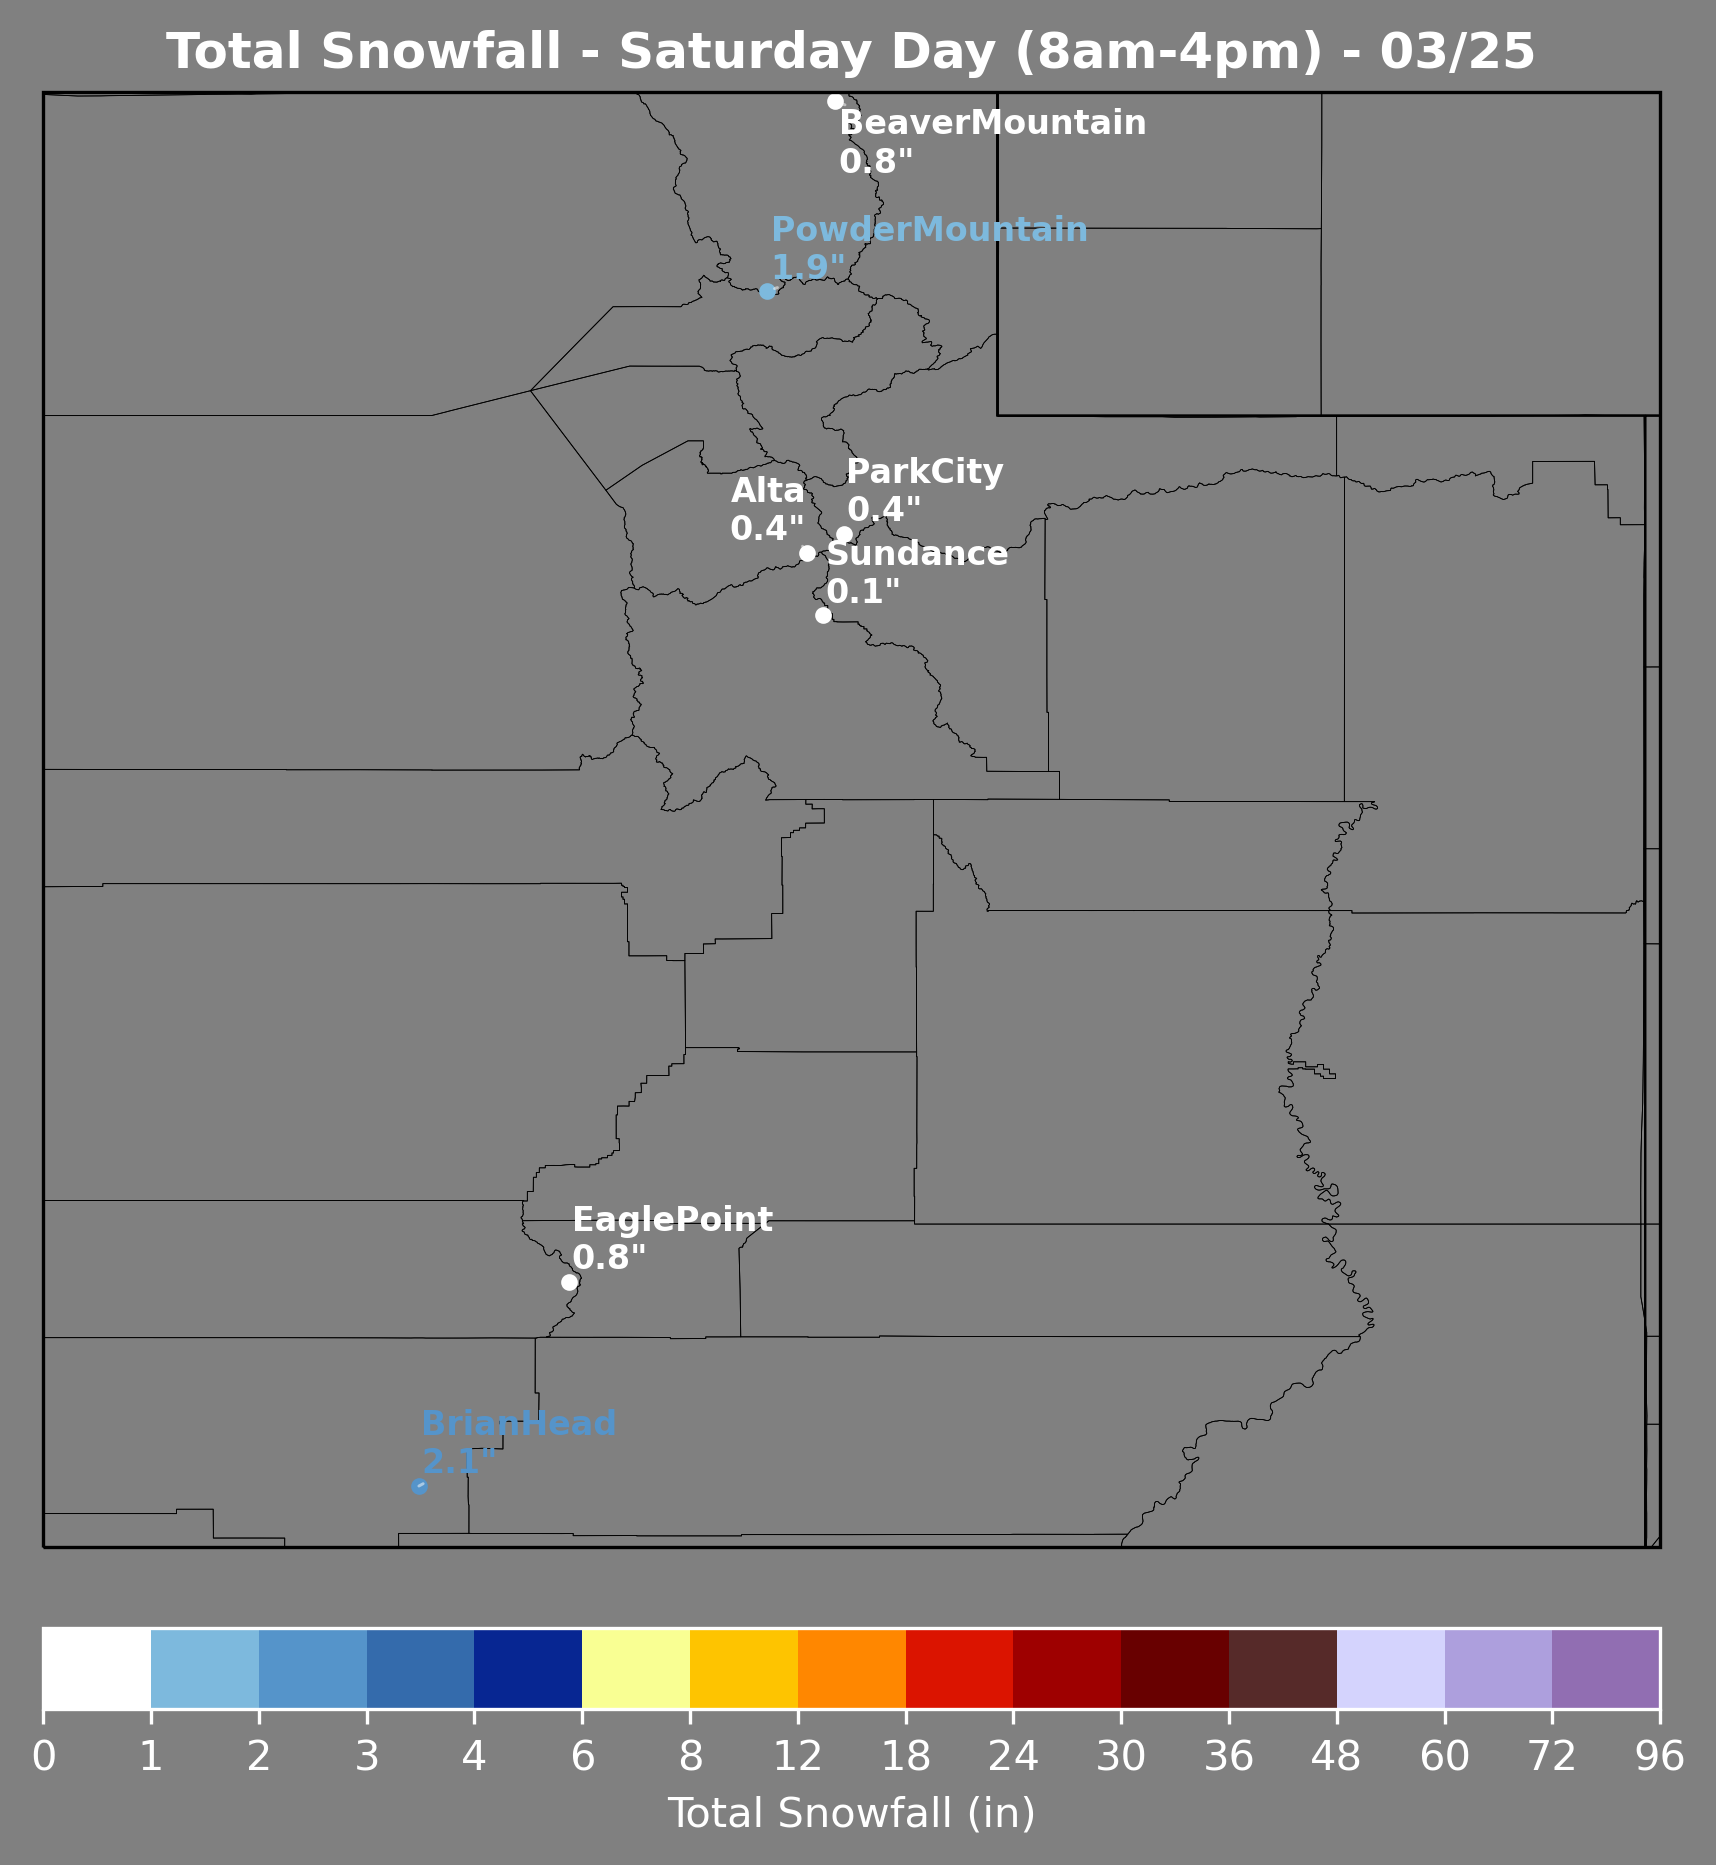 Total Snowfall - Saturday Day (8am-4pm) - 03/25
BeaverMountain
0.8"
PowderMountain
1.9"
ParkCity
0.4"
Alta
0.4"
Sundance
0.1"
EaglePoint
0.8"
BrianHead
2.1"
0 1 2 3 4 6 8 12 18 24 30 36 48 60 72 96
Total Snowfall (in)